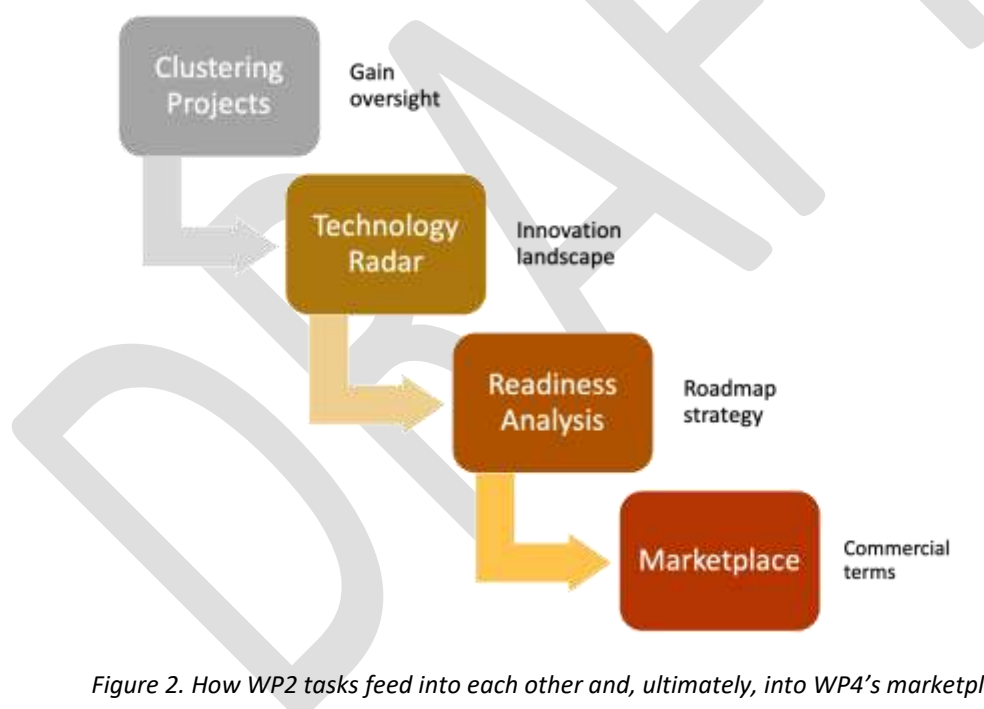 Clustering
Projects
Gain
oversight
Technology
Radar
Innovation
landscape
Readiness
Analysis
Roadmap
strategy
Marketplace
Commercial
terms
Figure 2. How WP2 tasks feed into each other and, ultimately, into WP4's marketpl
DRAF